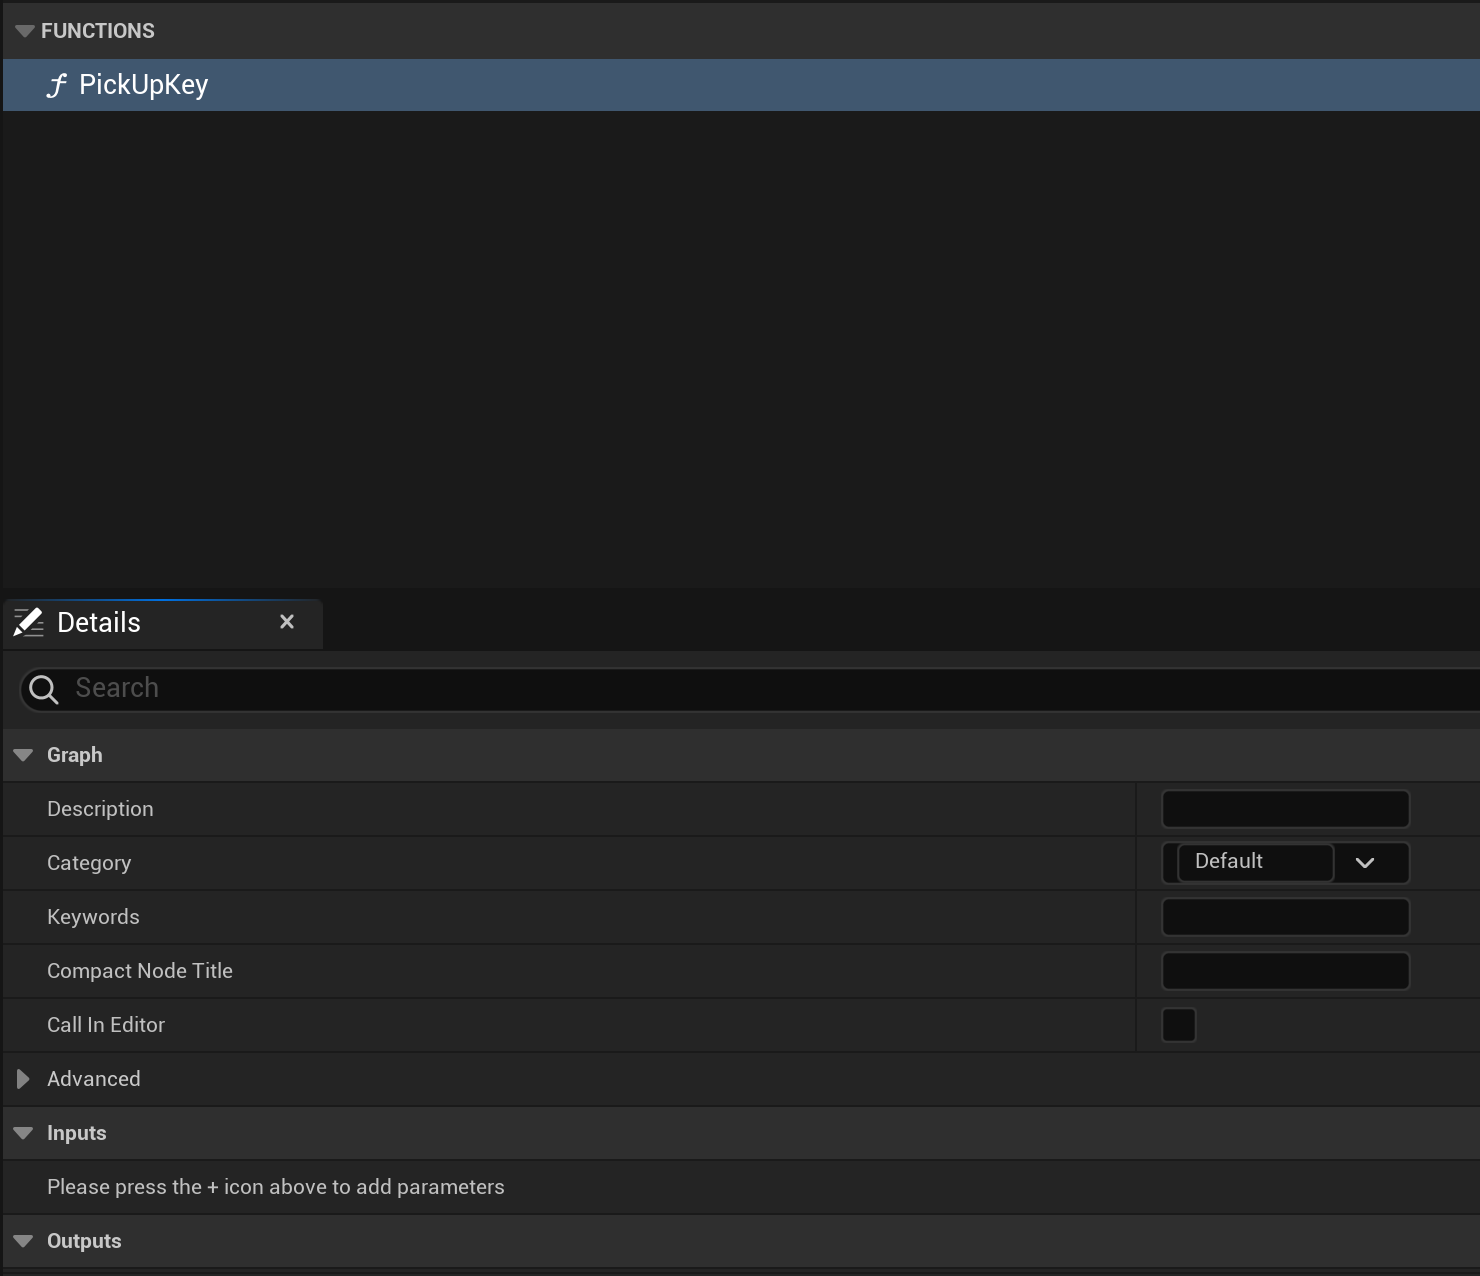 FUNCTIONS
f PickUpKey
Details
Search
Graph
Description
Category Default
Keywords
Compact Node Title
Call In Editor
Advanced
Inputs
Please press the + icon above to add parameters
Outputs